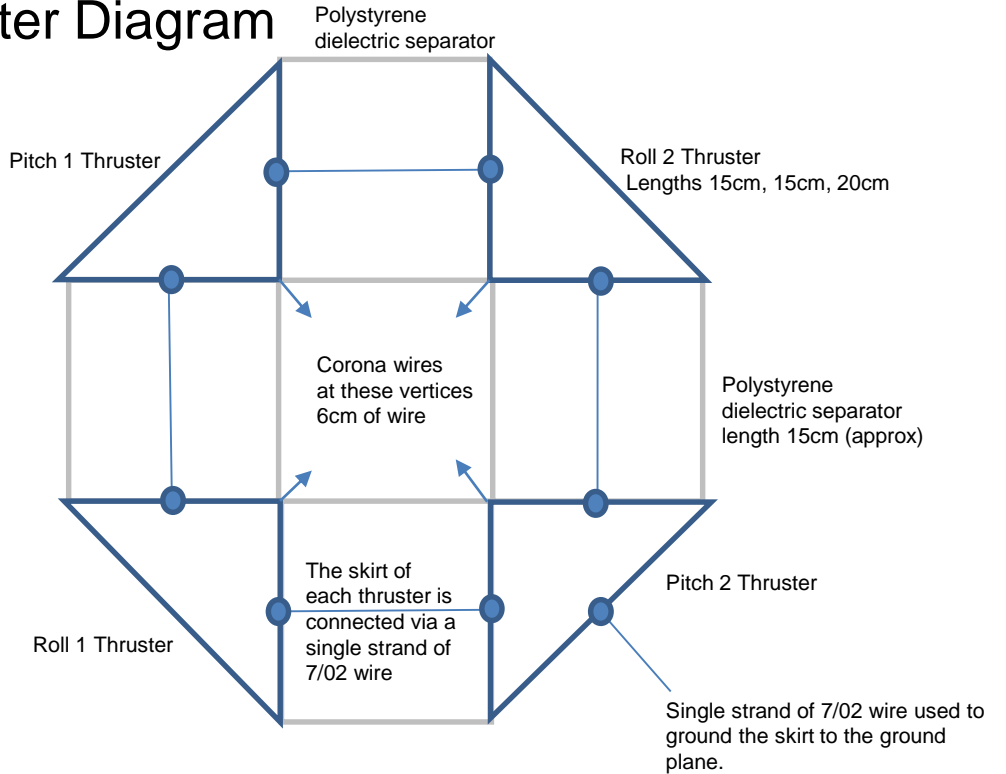 ter Diagram
Polystyrene
dielectric separator
Pitch 1 Thruster
Roll 2 Thruster
Lengths 15cm, 15cm, 20cm
Corona wires
at these vertices
6cm of wire
Polystyrene
dielectric separator
length 15cm (approx)
The skirt of
each thruster is
connected via a
single strand of
7/02 wire
Pitch 2 Thruster
Roll 1 Thruster
Single strand of 7/02 wire used to
ground the skirt to the ground
plane.